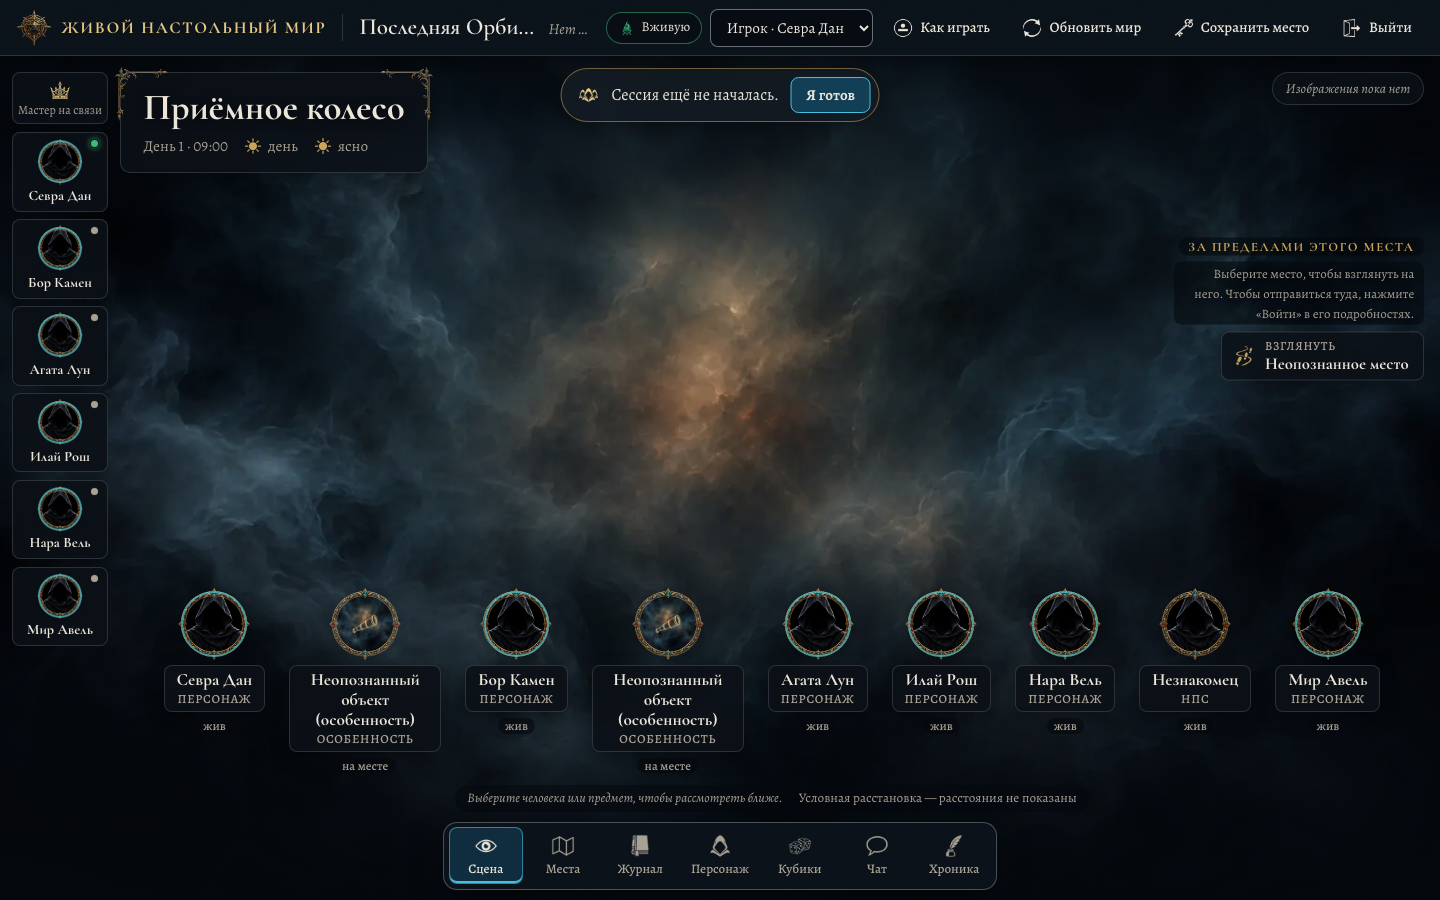 ЖИВОЙ НАСТОЛЬНЫЙ МИР
Последняя Орби...
Нет ...
Вживую
Игрок · Севра Дан
Как играть
Обновить мир
Сохранить место
Выйти
Мастер на связи
Севра Дан
Бор Камен
Агата Лун
Илай Рош
Нара Вель
Мир Авель
Приёмное колесо
День 1 · 09:00
день
ясно
Сессия ещё не началась.
Я готов
Изображения пока нет
ЗА ПРЕДЕЛАМИ ЭТОГО МЕСТА
Выберите место, чтобы взглянуть на
него. Чтобы отправиться туда, нажмите
«Войти» в его подробностях.
ВЗГЛЯНУТЬ
Неопознанное место
Севра Дан
ПЕРСОНАЖ
жив
Неопознанный
объект
(особенность)
ОСОБЕННОСТЬ
на месте
Бор Камен
ПЕРСОНАЖ
жив
Неопознанный
объект
(особенность)
ОСОБЕННОСТЬ
на месте
Агата Лун
ПЕРСОНАЖ
жив
Илай Рош
ПЕРСОНАЖ
жив
Нара Вель
ПЕРСОНАЖ
жив
Незнакомец
НПС
жив
Мир Авель
ПЕРСОНАЖ
жив
Выберите человека или предмет, чтобы рассмотреть ближе.
Условная расстановка — расстояния не показаны
Сцена
Места
Журнал
Персонаж
Кубики
Чат
Хроника